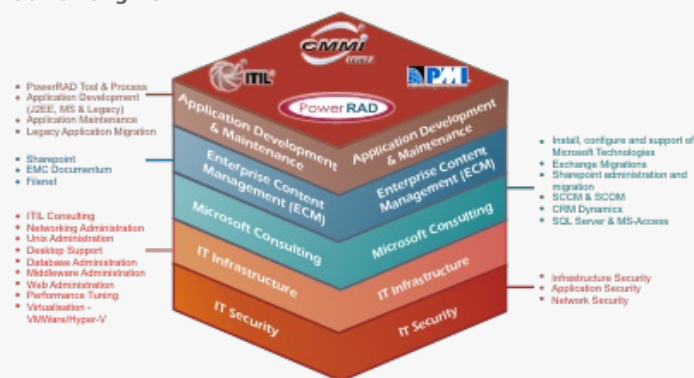 CMMi
LEVEL
ITIL®
PMI
PowerRAD
PowerRAD Tool & Process
Application Development
(J2EE, MS & Legacy)
Application Maintenance
Legacy Application Migration
Sharepoint
EMC Documentum
Filenet
ITIL Consulting
Networking Administration
Unix Administration
Desktop Support
Database Administration
Middleware Administration
Web Administration
Performance Tuning
Virtualisation -
VMWare/Hyper-V
Application Development
& Maintenance
Enterprise Content
Management (ECM)
Microsoft Consulting
IT Infrastructure
IT Security
Application Development
& Maintenance
Enterprise Content
Management (ECM)
Microsoft Consulting
IT Infrastructure
IT Security
Install, configure and support of
Microsoft Technologies
Exchange Migrations
Sharepoint administration and
migration
SCCM & SCOM
CRM Dynamics
SQL Server & MS-Access
Infrastructure Security
Application Security
Network Security